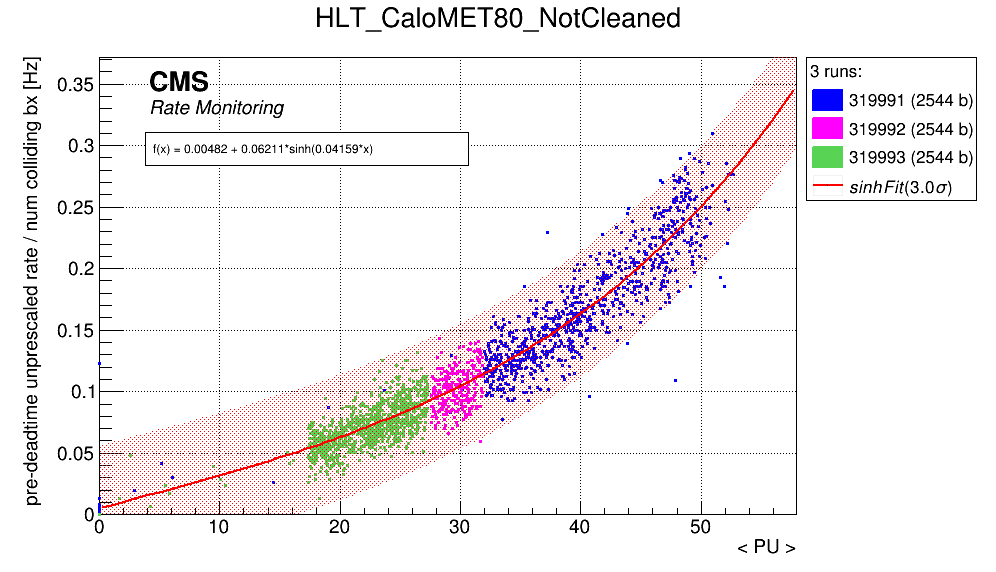 HLT_CaloMET80_NotCleaned
pre-deadtime unprescaled rate / num colliding bx [Hz]
CMS
Rate Monitoring
f(x) = 0.00482 + 0.06211*sinh(0.04159*x)
0.35
0.3
0.25
0.2
0.15
0.1
0.05
0
0 10 20 30 40 50
< PU >
3 runs:
319991 (2544 b)
319992 (2544 b)
319993 (2544 b)
sinhFit(3.0σ)